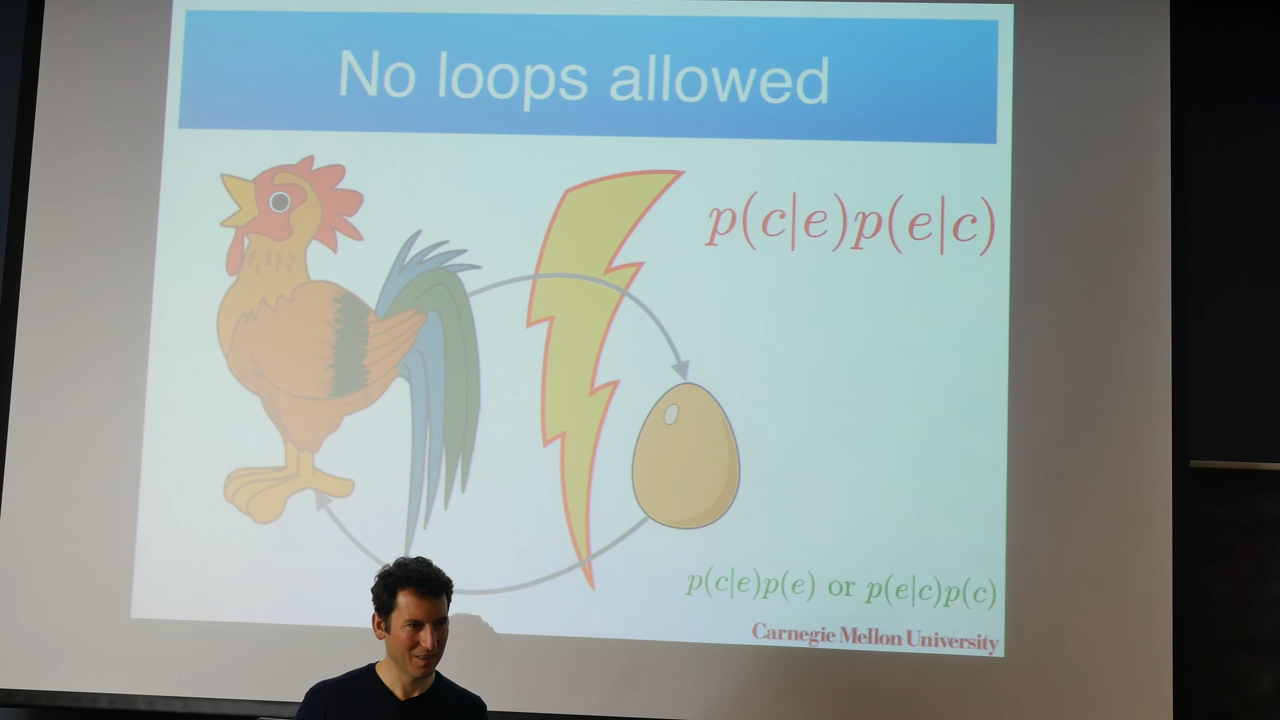 No loops allowed
p(c|e)p(e|c)
p(c|e)p(e) or p(e|c)p(c)
Carnegie Mellon University